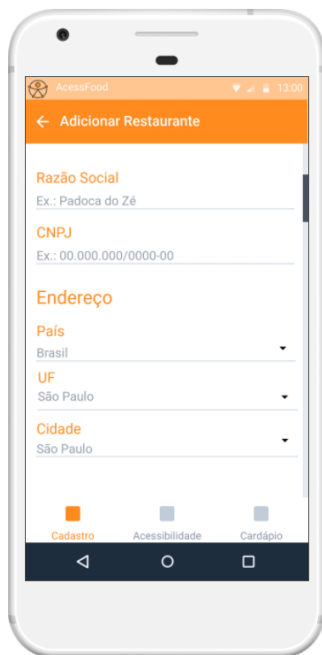 AcessFood 13:00
Adicionar Restaurante
Razão Social
Ex.: Padoca do Zé
CNPJ
Ex.: 00.000.000/0000-00
Endereço
País
Brasil
UF
São Paulo
Cidade
São Paulo
Cadastro Acessibilidade Cardápio